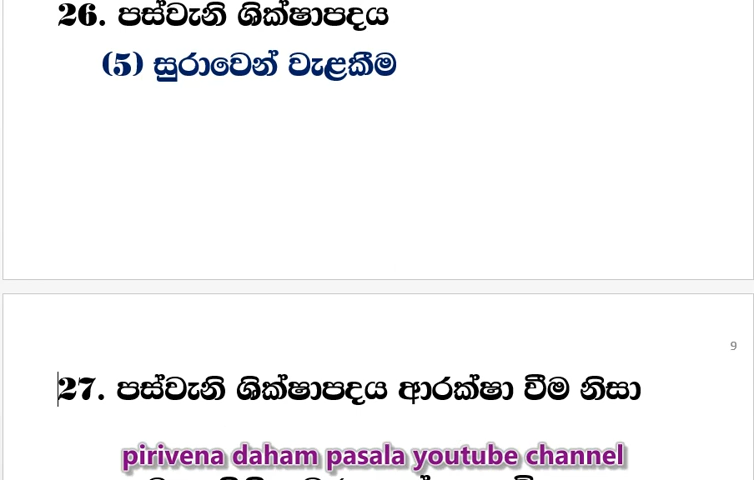 26. පස්වැනි ශික්ෂාපදය
(5) සුරාවෙන් වැළකීම
9
27. පස්වැනි ශික්ෂාපදය ආරක්ෂා වීම නිසා
pirivena daham pasala youtube channel